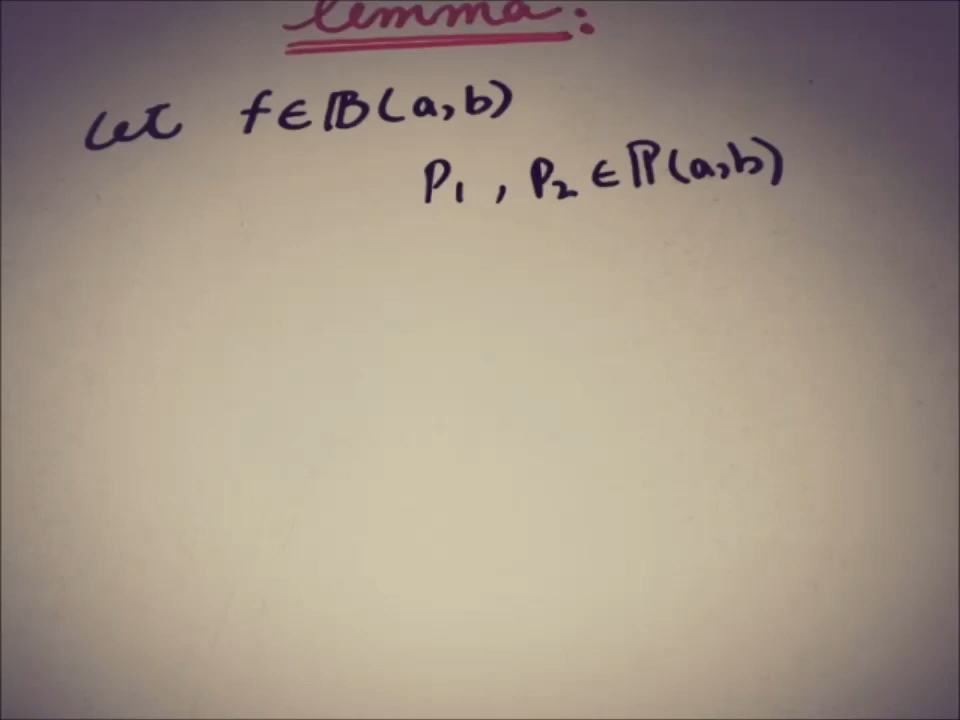 Lemma:
Let f ∈ 𝔹(a,b)
P₁ , P₂ ∈ ℙ(a,b)